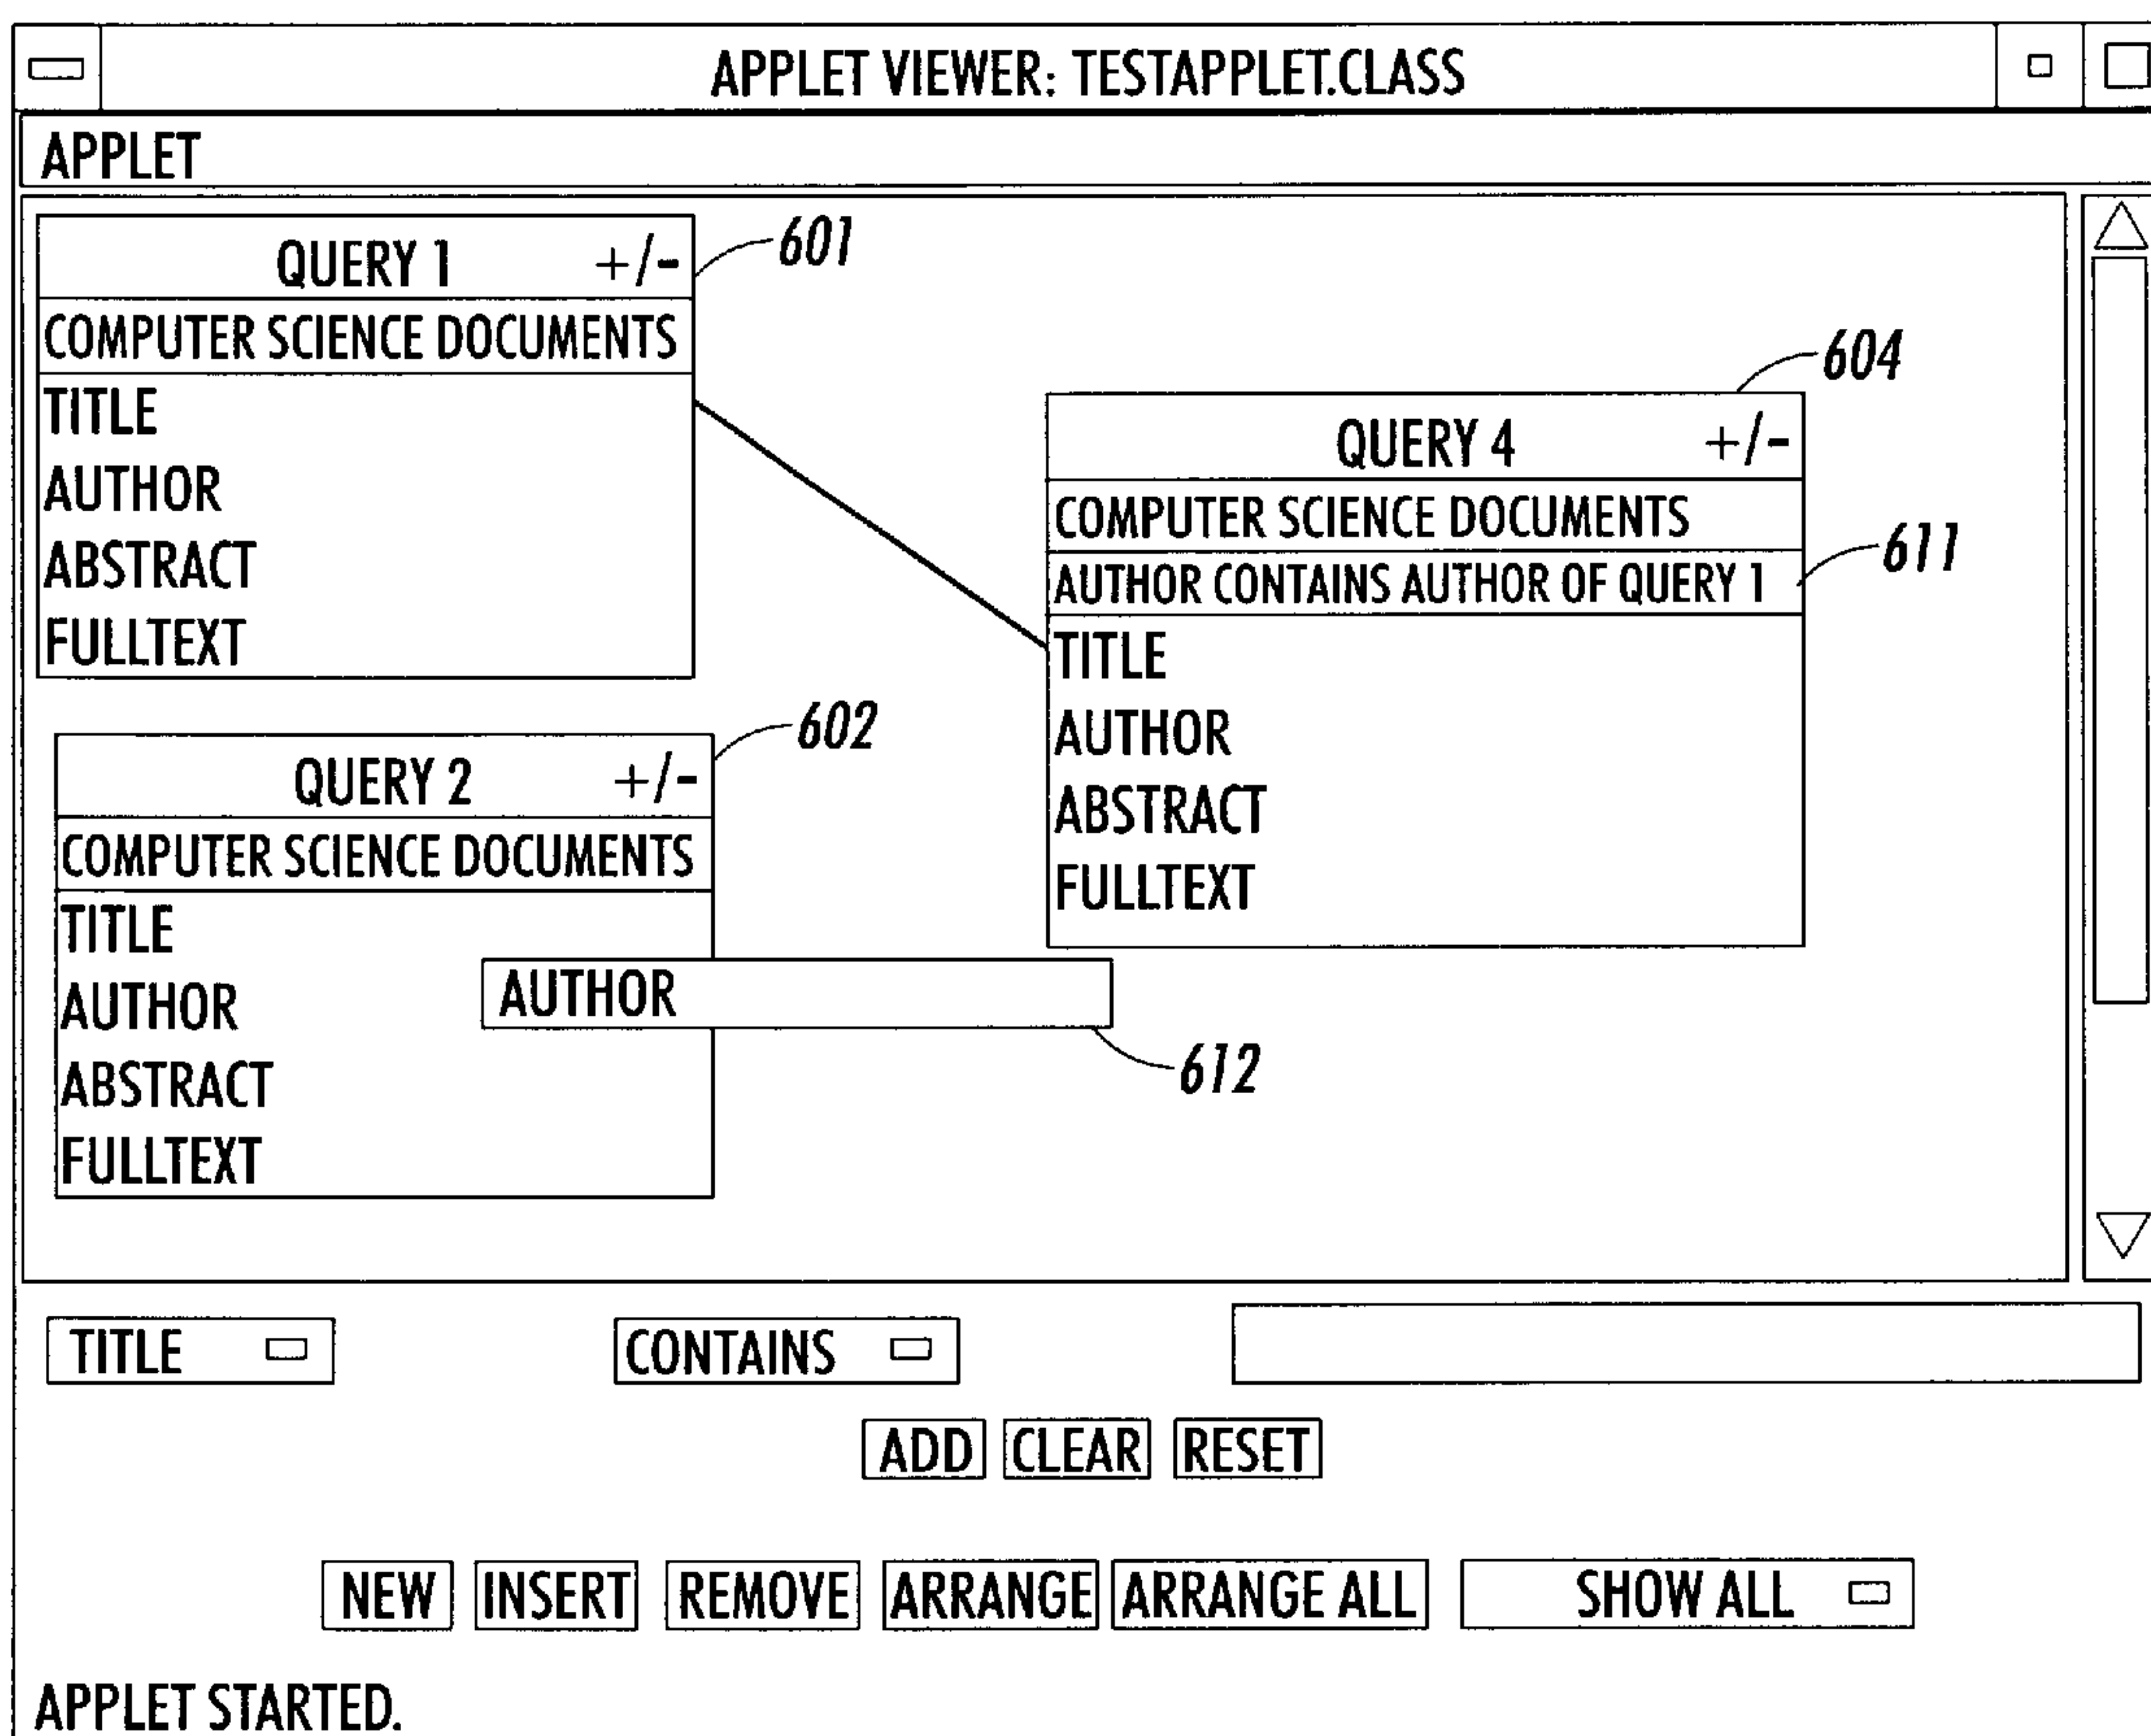 APPLET VIEWER: TESTAPPLET.CLASS
APPLET
QUERY 1 +/-
601
COMPUTER SCIENCE DOCUMENTS
TITLE
AUTHOR
ABSTRACT
FULLTEXT
604
QUERY 4 +/-
COMPUTER SCIENCE DOCUMENTS
AUTHOR CONTAINS AUTHOR OF QUERY 1
611
TITLE
AUTHOR
ABSTRACT
FULLTEXT
602
QUERY 2 +/-
COMPUTER SCIENCE DOCUMENTS
TITLE
AUTHOR
ABSTRACT
FULLTEXT
AUTHOR
612
TITLE CONTAINS
ADD CLEAR RESET
NEW INSERT REMOVE ARRANGE ARRANGE ALL SHOW ALL
APPLET STARTED.